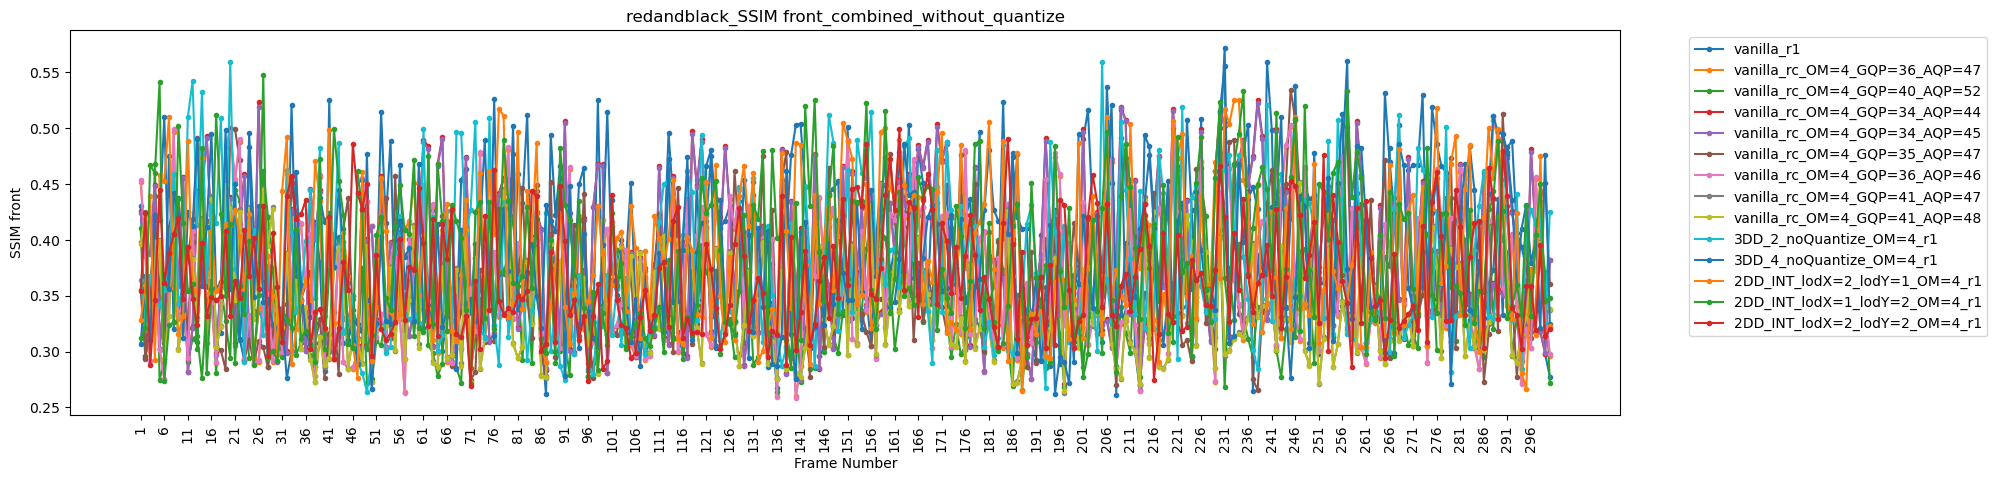 redandblack_SSIM front_combined_without_quantize
SSIM front
0.55
0.50
0.45
0.40
0.35
0.30
0.25
1 6 11 16 21 26 31 36 41 46 51 56 61 66 71 76 81 86 91 96 101 106 111 116 121 126 131 136 141 146 151 156 161 166 171 176 181 186 191 196 201 206 211 216 221 226 231 236 241 246 251 256 261 266 271 276 281 286 291 296
Frame Number
vanilla_r1
vanilla_rc_OM=4_GQP=36_AQP=47
vanilla_rc_OM=4_GQP=40_AQP=52
vanilla_rc_OM=4_GQP=34_AQP=44
vanilla_rc_OM=4_GQP=34_AQP=45
vanilla_rc_OM=4_GQP=35_AQP=47
vanilla_rc_OM=4_GQP=36_AQP=46
vanilla_rc_OM=4_GQP=41_AQP=47
vanilla_rc_OM=4_GQP=41_AQP=48
3DD_2_noQuantize_OM=4_r1
3DD_4_noQuantize_OM=4_r1
2DD_INT_lodX=2_lodY=1_OM=4_r1
2DD_INT_lodX=1_lodY=2_OM=4_r1
2DD_INT_lodX=2_lodY=2_OM=4_r1